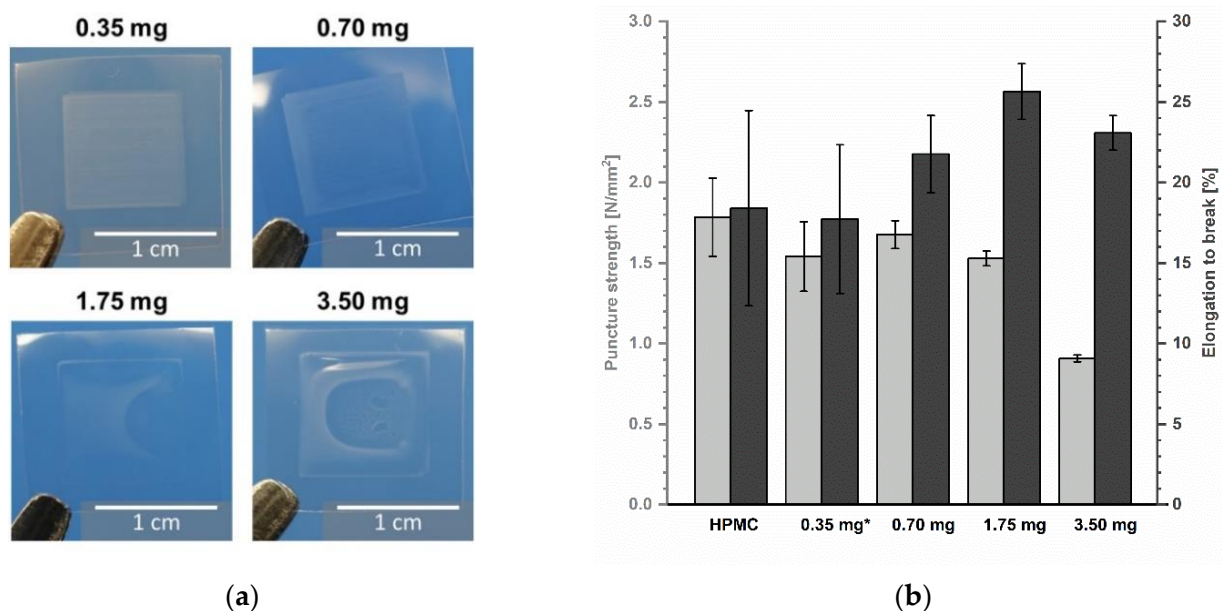 0.35 mg
0.70 mg
1 cm
1 cm
1.75 mg
3.50 mg
1 cm
1 cm
(a)
Puncture strength [N/mm²]
3.0
2.5
2.0
1.5
1.0
0.5
0.0
30
25
20
15
10
5
0
Elongation to break [%]
HPMC
0.35 mg*
0.70 mg
1.75 mg
3.50 mg
(b)